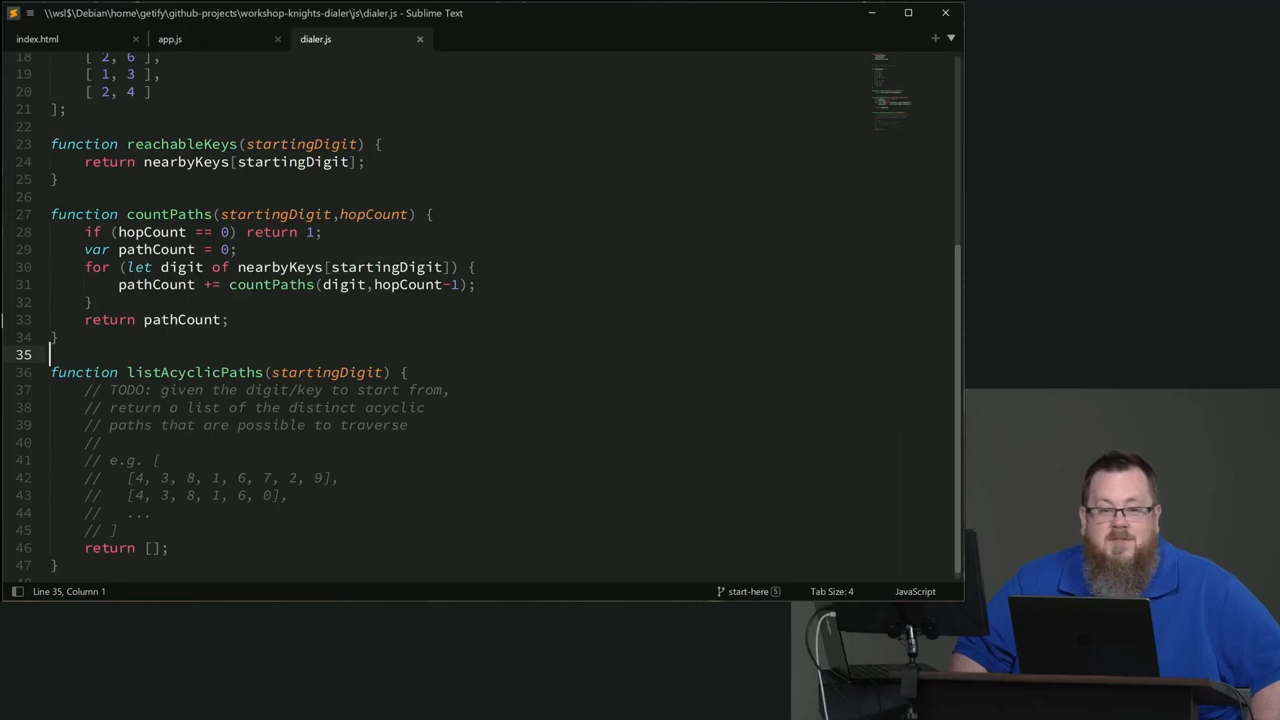 \\wsl$\Debian\home\getify\github-projects\workshop-knights-dialer\js\dialer.js - Sublime Text
index.html
app.js
dialer.js
18 [ 2, 6 ],
19 [ 1, 3 ],
20 [ 2, 4 ]
21 ];
22
23 function reachableKeys(startingDigit) {
24 return nearbyKeys[startingDigit];
25 }
26
27 function countPaths(startingDigit,hopCount) {
28 if (hopCount == 0) return 1;
29 var pathCount = 0;
30 for (let digit of nearbyKeys[startingDigit]) {
31 pathCount += countPaths(digit,hopCount-1);
32 }
33 return pathCount;
34 }
35
36 function listAcyclicPaths(startingDigit) {
37 // TODO: given the digit/key to start from,
38 // return a list of the distinct acyclic
39 // paths that are possible to traverse
40 //
41 // e.g. [
42 // [4, 3, 8, 1, 6, 7, 2, 9],
43 // [4, 3, 8, 1, 6, 0],
44 // ...
45 // ]
46 return [];
47 }
48
Line 35, Column 1
start-here 5
Tab Size: 4
JavaScript